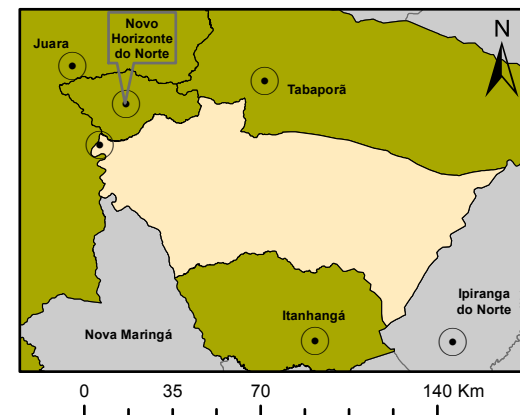 Novo
Horizonte
do Norte
Juara
N
Tabaporã
Ipiranga
do Norte
Itanhangá
Nova Maringá
0 35 70 140 Km